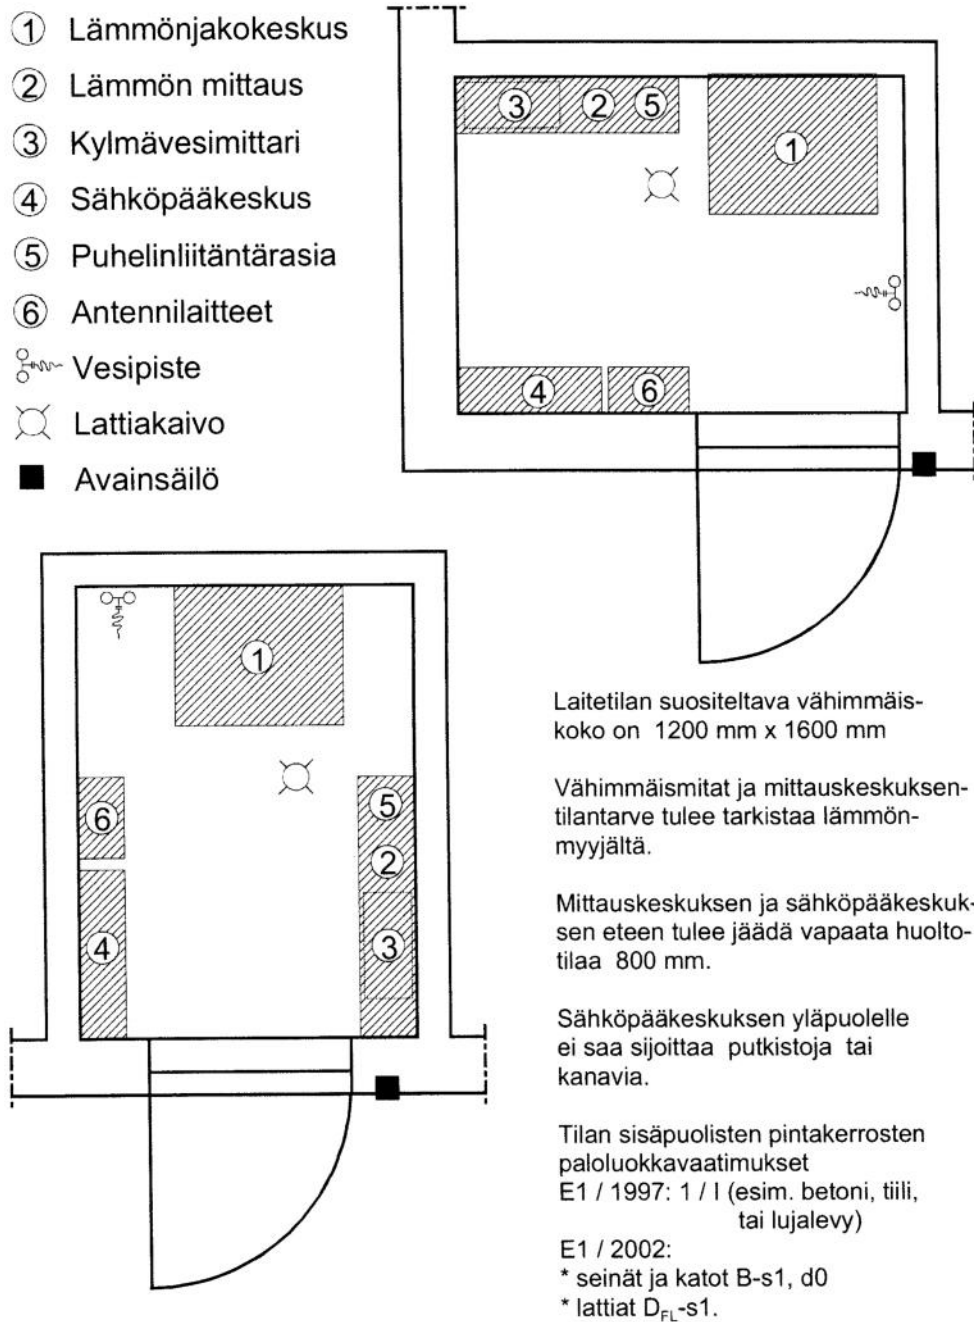 1 Lämmönjakokeskus
2 Lämmön mittaus
3 Kylmävesimittari
4 Sähköpääkeskus
5 Puhelinliitäntärasia
6 Antennilaitteet
Vesipiste
Lattiakaivo
Avainsäilö
3 2 5
1
4 6
1
6
5
2
4
3
Laitetilan suositeltava vähimmäis-
koko on 1200 mm x 1600 mm
Vähimmäismitat ja mittauskeskuksen-
tilantarve tulee tarkistaa lämmön-
myyjältä.
Mittauskeskuksen ja sähköpääkeskuk-
sen eteen tulee jäädä vapaata huolto-
tilaa 800 mm.
Sähköpääkeskuksen yläpuolelle
ei saa sijoittaa putkistoja tai
kanavia.
Tilan sisäpuolisten pintakerrosten
paloluokkavaatimukset
E1 / 1997: 1 / I (esim. betoni, tiili,
tai lujalevy)
E1 / 2002:
* seinät ja katot B-s1, d0
* lattiat DFL-s1.